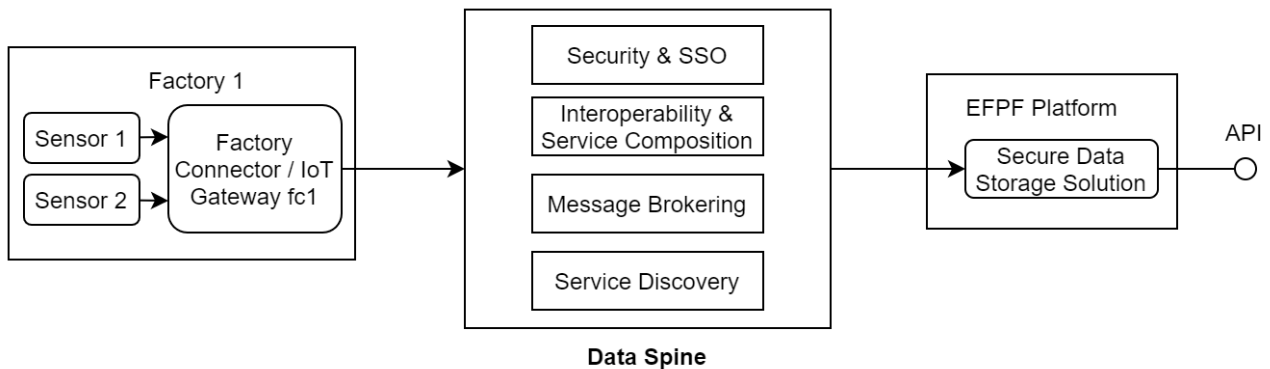 Factory 1
Sensor 1
Sensor 2
Factory
Connector / IoT
Gateway fc1
Security & SSO
Interoperability &
Service Composition
Message Brokering
Service Discovery
Data Spine
EFPF Platform
Secure Data
Storage Solution
API